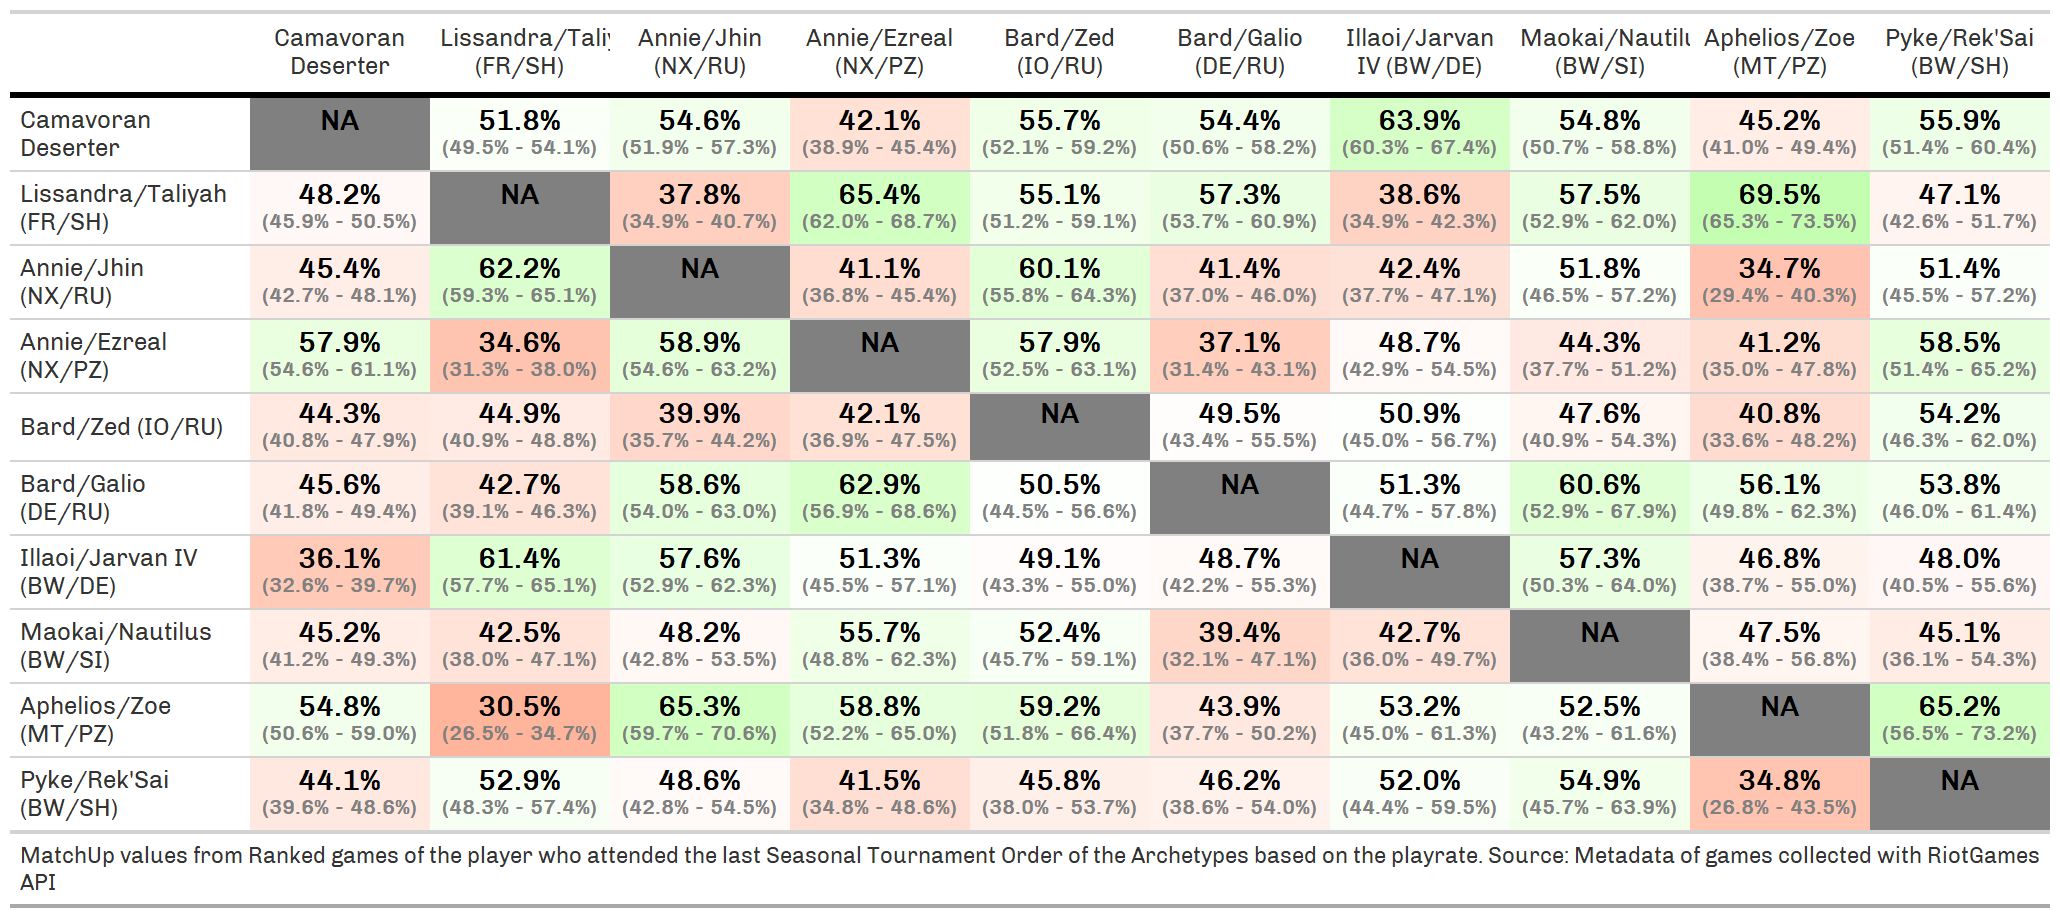 Camavoran Deserter Lissandra/Taliy (FR/SH) Annie/Jhin (NX/RU) Annie/Ezreal (NX/PZ) Bard/Zed (IO/RU) Bard/Galio (DE/RU) Illaoi/Jarvan IV (BW/DE) Maokai/Nautilu (BW/SI) Aphelios/Zoe (MT/PZ) Pyke/Rek'Sai (BW/SH)
Camavoran Deserter NA 51.8% 54.6% 42.1% 55.7% 54.4% 63.9% 54.8% 45.2% 55.9%
(49.5% - 54.1%) (51.9% - 57.3%) (38.9% - 45.4%) (52.1% - 59.2%) (50.6% - 58.2%) (60.3% - 67.4%) (50.7% - 58.8%) (41.0% - 49.4%) (51.4% - 60.4%)
Lissandra/Taliyah (FR/SH) 48.2% NA 37.8% 65.4% 55.1% 57.3% 38.6% 57.5% 69.5% 47.1%
(45.9% - 50.5%) (34.9% - 40.7%) (62.0% - 68.7%) (51.2% - 59.1%) (53.7% - 60.9%) (34.9% - 42.3%) (52.9% - 62.0%) (65.3% - 73.5%) (42.6% - 51.7%)
Annie/Jhin (NX/RU) 45.4% 62.2% NA 41.1% 60.1% 41.4% 42.4% 51.8% 34.7% 51.4%
(42.7% - 48.1%) (59.3% - 65.1%) (36.8% - 45.4%) (55.8% - 64.3%) (37.0% - 46.0%) (37.7% - 47.1%) (46.5% - 57.2%) (29.4% - 40.3%) (45.5% - 57.2%)
Annie/Ezreal (NX/PZ) 57.9% 34.6% 58.9% NA 57.9% 37.1% 48.7% 44.3% 41.2% 58.5%
(54.6% - 61.1%) (31.3% - 38.0%) (54.6% - 63.2%) (52.5% - 63.1%) (31.4% - 43.1%) (42.9% - 54.5%) (37.7% - 51.2%) (35.0% - 47.8%) (51.4% - 65.2%)
Bard/Zed (IO/RU) 44.3% 44.9% 39.9% 42.1% NA 49.5% 50.9% 47.6% 40.8% 54.2%
(40.8% - 47.9%) (40.9% - 48.8%) (35.7% - 44.2%) (36.9% - 47.5%) (43.4% - 55.5%) (45.0% - 56.7%) (40.9% - 54.3%) (33.6% - 48.2%) (46.3% - 62.0%)
Bard/Galio (DE/RU) 45.6% 42.7% 58.6% 62.9% 50.5% NA 51.3% 60.6% 56.1% 53.8%
(41.8% - 49.4%) (39.1% - 46.3%) (54.0% - 63.0%) (56.9% - 68.6%) (44.5% - 56.6%) (44.7% - 57.8%) (52.9% - 67.9%) (49.8% - 62.3%) (46.0% - 61.4%)
Illaoi/Jarvan IV (BW/DE) 36.1% 61.4% 57.6% 51.3% 49.1% 48.7% NA 57.3% 46.8% 48.0%
(32.6% - 39.7%) (57.7% - 65.1%) (52.9% - 62.3%) (45.5% - 57.1%) (43.3% - 55.0%) (42.2% - 55.3%) (50.3% - 64.0%) (38.7% - 55.0%) (40.5% - 55.6%)
Maokai/Nautilus (BW/SI) 45.2% 42.5% 48.2% 55.7% 52.4% 39.4% 42.7% NA 47.5% 45.1%
(41.2% - 49.3%) (38.0% - 47.1%) (42.8% - 53.5%) (48.8% - 62.3%) (45.7% - 59.1%) (32.1% - 47.1%) (36.0% - 49.7%) (38.4% - 56.8%) (36.1% - 54.3%)
Aphelios/Zoe (MT/PZ) 54.8% 30.5% 65.3% 58.8% 59.2% 43.9% 53.2% 52.5% NA 65.2%
(50.6% - 59.0%) (26.5% - 34.7%) (59.7% - 70.6%) (52.2% - 65.0%) (51.8% - 66.4%) (37.7% - 50.2%) (45.0% - 61.3%) (43.2% - 61.6%) (56.5% - 73.2%)
Pyke/Rek'Sai (BW/SH) 44.1% 52.9% 48.6% 41.5% 45.8% 46.2% 52.0% 54.9% 34.8% NA
(39.6% - 48.6%) (48.3% - 57.4%) (42.8% - 54.5%) (34.8% - 48.6%) (38.0% - 53.7%) (38.6% - 54.0%) (44.4% - 59.5%) (45.7% - 63.9%) (26.8% - 43.5%)
MatchUp values from Ranked games of the player who attended the last Seasonal Tournament Order of the Archetypes based on the playrate. Source: Metadata of games collected with RiotGames
API